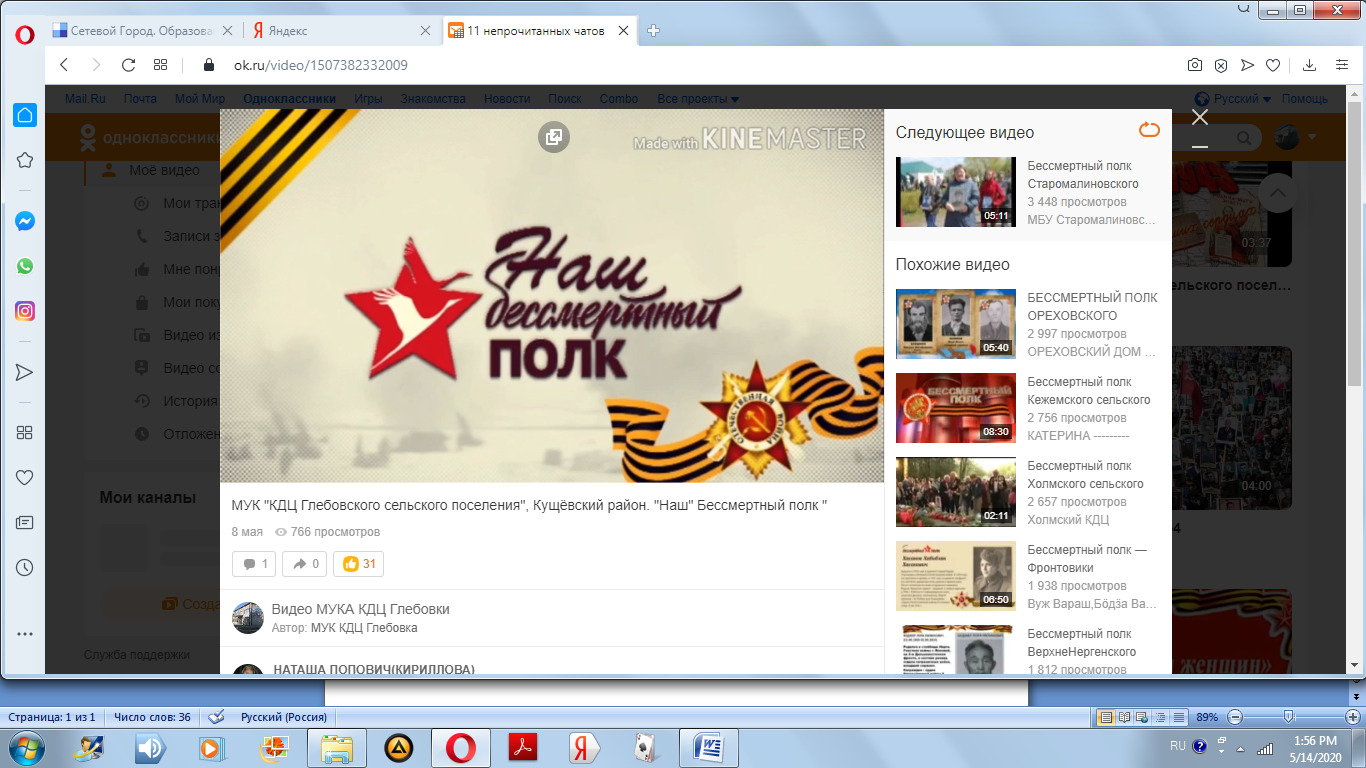 Сетевой Город. Образова
Яндекс
11 непрочитанных чатов
ok.ru/video/1507382332009
Mail.Ru Почта Мой Мир Одноклассники Игры Знакомства Новости Поиск Combo Все проекты Русский Помощь
одноклассники
Моё видео
Мои тра
Записи з
Мне понр
Мои поку
Видео из
Видео со
История
Отложен
Мои каналы
Созда
Служба поддержки
Made with KINEMASTER
Наш
бессмертный
ПОЛК
ОТЕЧЕСТВЕННАЯ ВОЙНА
МУК "КДЦ Глебовского сельского поселения", Кущёвский район. "Наш" Бессмертный полк "
8 мая 766 просмотров
1 0 31
Видео МУКА КДЦ Глебовки
Автор: МУК КДЦ Глебовка
НАТАША ПОПОВИЧ(КИРИЛЛОВА)
Следующее видео
05:11
Бессмертный полк
Старомалиновского
3 448 просмотров
МБУ Старомалиновс...
Похожие видео
05:40
БЕССМЕРТНЫЙ ПОЛК
ОРЕХОВСКОГО
2 997 просмотров
ОРЕХОВСКИЙ ДОМ ...
БЕССМЕРТНЫЙ
ПОЛК
08:30
Бессмертный полк
Кежемского сельского
2 756 просмотров
КАТЕРИНА ---------
02:11
Бессмертный полк
Холмского сельского
2 657 просмотров
Холмский КДЦ
06:50
Бессмертный полк —
Фронтовики
1 938 просмотров
Вуж Вараш,Бӧдӟа Ва...
Бессмертный полк
ВерхнеНергенского
1 812 просмотров
03:37
ельского посел...
04:00
4
женщин»
Страница: 1 из 1 Число слов: 36 Русский (Россия) 89%
RU 1:56 PM
5/14/2020